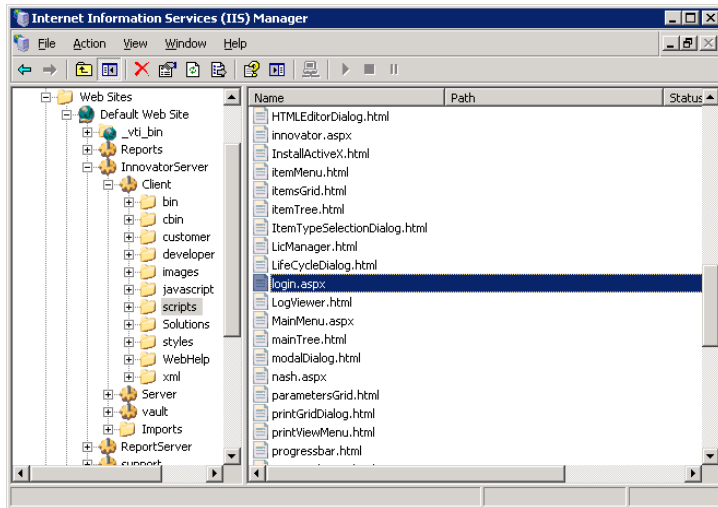 Internet Information Services (IIS) Manager
File Action View Window Help
Web Sites
Default Web Site
_vti_bin
Reports
InnovatorServer
Client
bin
cbin
customer
developer
images
javascript
scripts
Solutions
styles
WebHelp
xml
Server
vault
Imports
ReportServer
support
Name Path Status
HTMLEditorDialog.html
innovator.aspx
InstallActiveX.html
itemMenu.html
itemsGrid.html
itemTree.html
ItemTypeSelectionDialog.html
LicManager.html
LifeCycleDialog.html
login.aspx
LogViewer.html
MainMenu.aspx
mainTree.html
modalDialog.html
nash.aspx
parametersGrid.html
printGridDialog.html
printViewMenu.html
progressbar.html